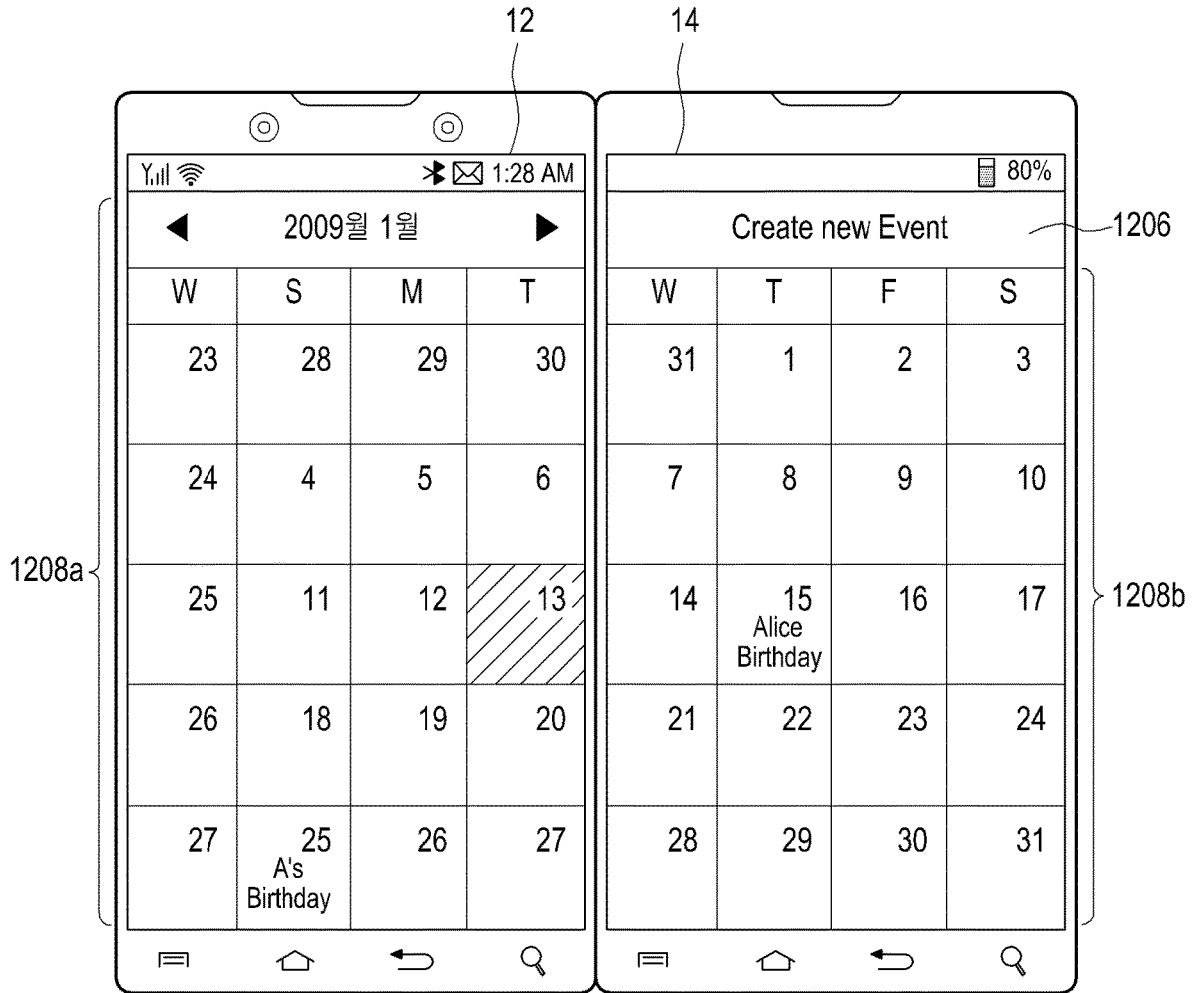 12 14
1:28 AM 80%
2009월 1월 Create new Event 1206
W S M T W T F S
23 28 29 30 31 1 2 3
24 4 5 6 7 8 9 10
1208a 25 11 12 13 14 15 16 17 1208b
Alice
Birthday
26 18 19 20 21 22 23 24
27 25 26 27 28 29 30 31
A's
Birthday